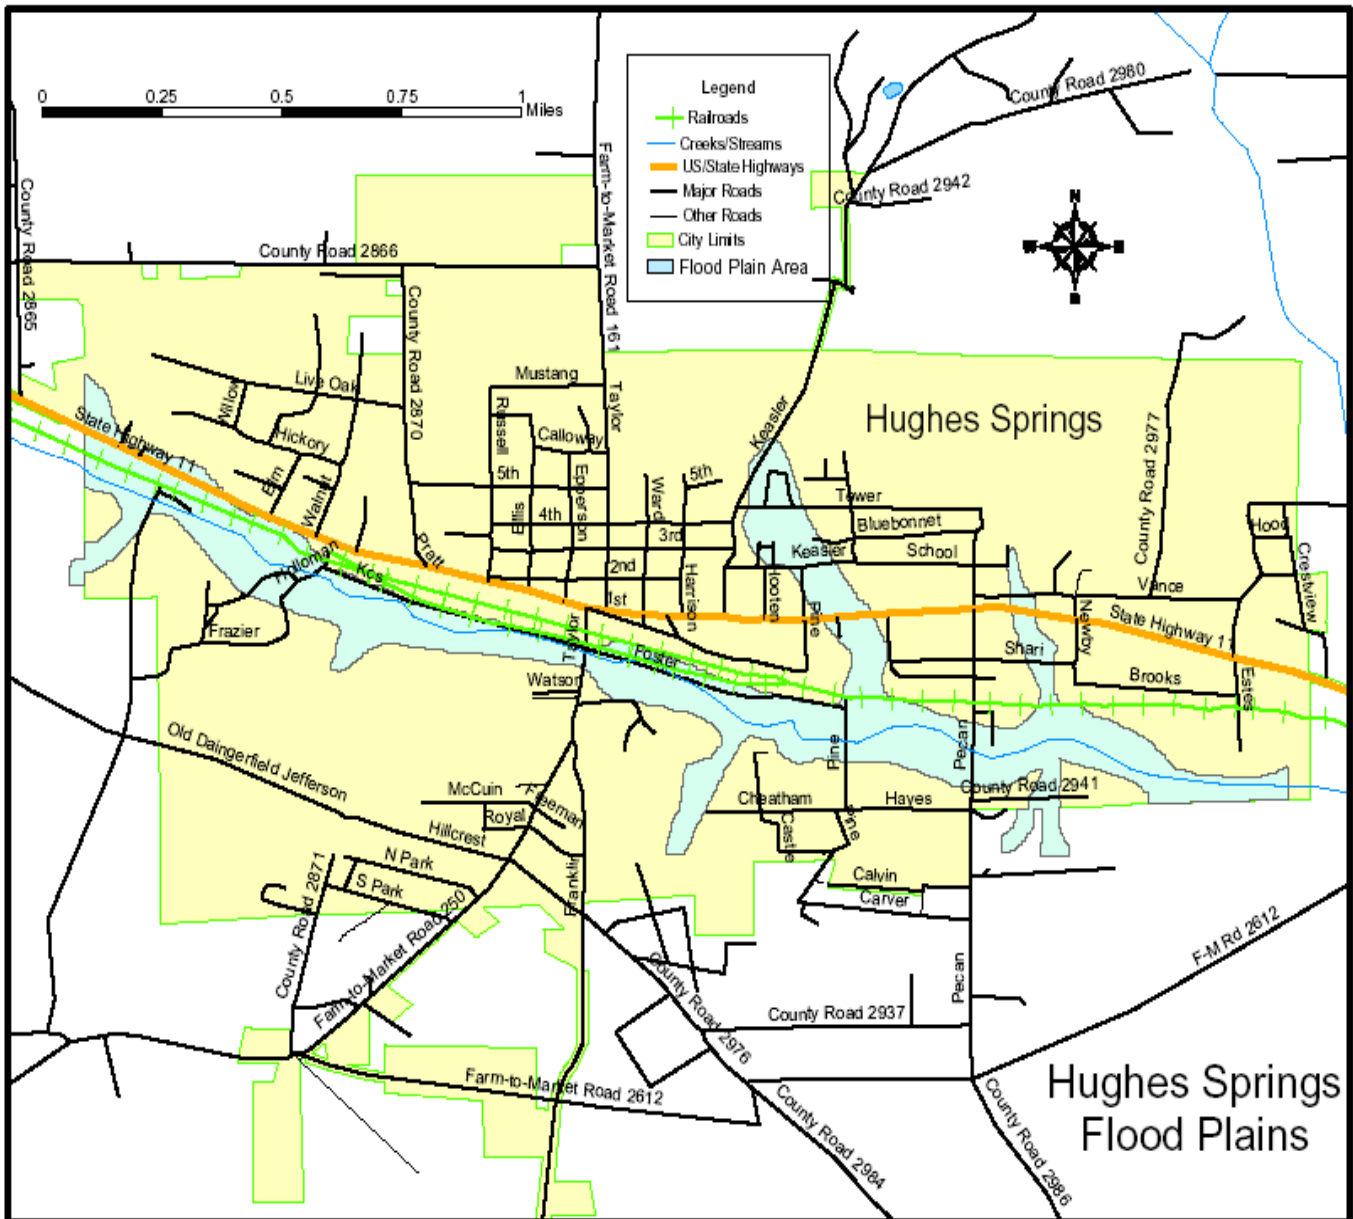 0 0.25 0.5 0.75 1
Miles
Legend
Railroads
Creeks/Streams
US/State Highways
Major Roads
Other Roads
City Limits
Flood Plain Area
County Road 2980
County Road 2942
N
County Road 2865
County Road 2866
Farm-to-Market Road 161
County Road 2870
Live Oak
Willow
Hickory
Elm
Walnut
State Highway 11
Mustang
Russell
Calloway
Taylor
5th
Epperson
Ellis
4th
Ward
5th
3rd
2nd
1st
Harrison
Pratt
Keasler
Hughes Springs
Tower
Bluebonnet
Keasler
School
Hooten
Pine
County Road 2977
Hood
Crestview
Vance
Newby
State Highway 11
Shari
Brooks
Estes
Holloman
Kcs
Frazier
Taylor
Foster
Watson
Pine
Pecan
Old Daingerfield Jefferson
McCuin
Freeman
Royal
Hillcrest
Cheatham
Castle
Pine
Hayes
County Road 2941
N Park
S Park
County Road 2871
Franklin
Calvin
Carver
Farm-to-Market Road 250
County Road 2976
Pecan
F-M Rd 2612
County Road 2937
Farm-to-Market Road 2612
County Road 2984
County Road 2986
Hughes Springs
Flood Plains